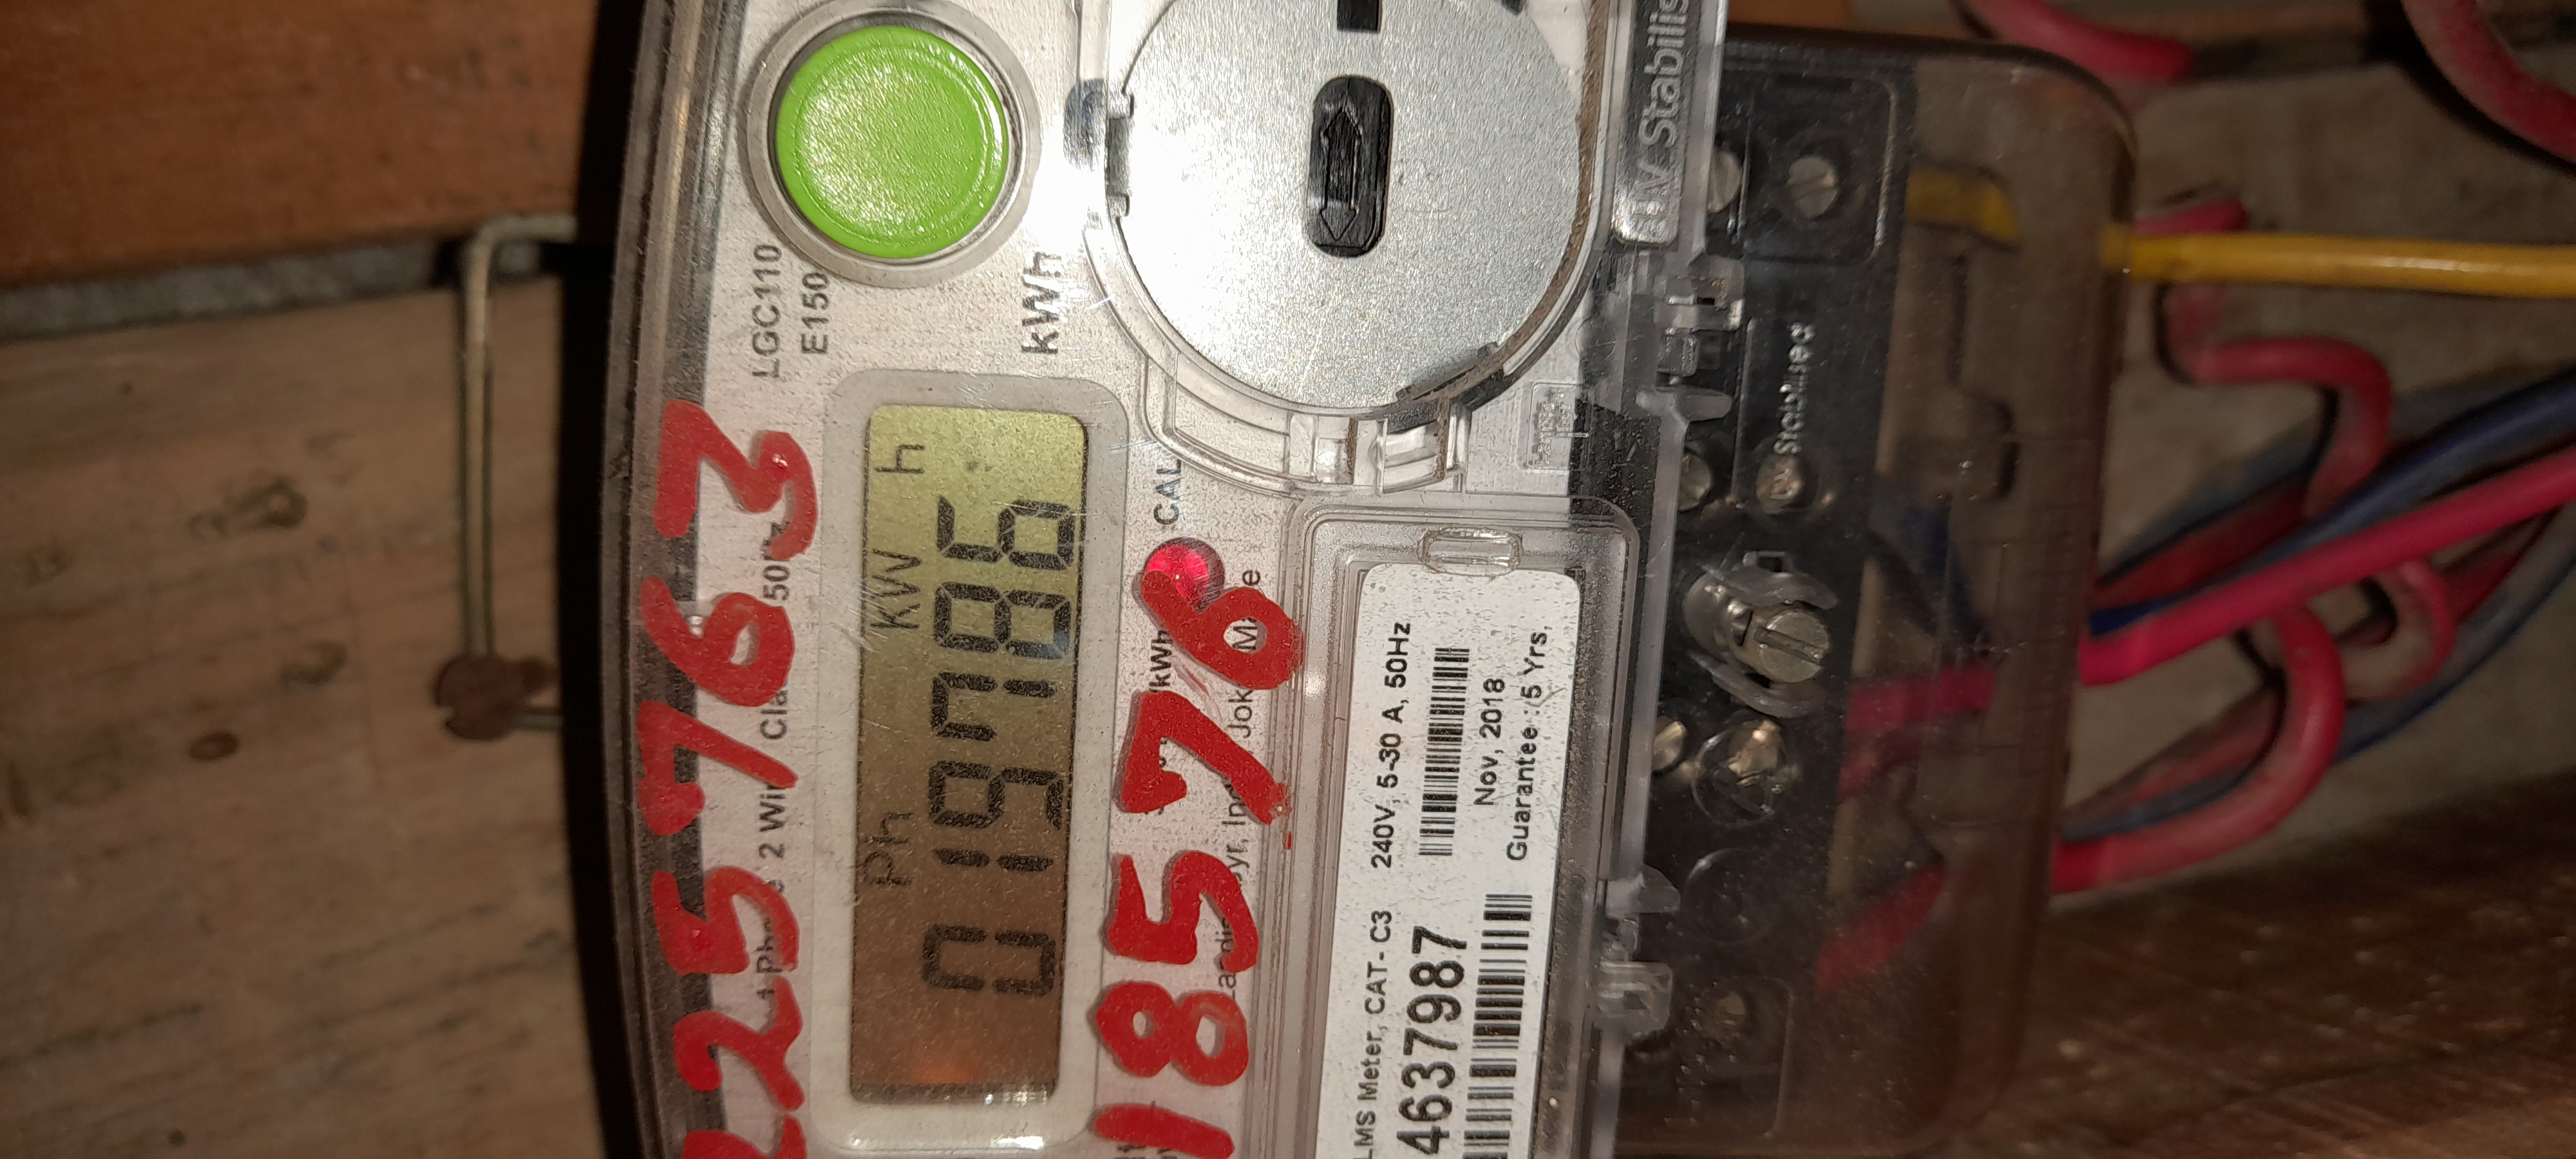 225763
LGC110
E150
Ph kW h
019786
kWh
/kWh CAL
18576
LMS Meter, CAT- C3 240V, 5-30 A, 50Hz
4637987
Nov, 2018
Guarantee : 5 Yrs.
Stabilised